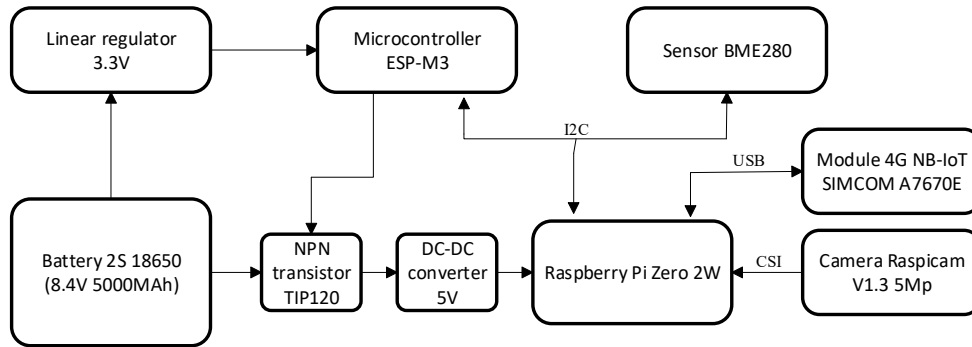 Linear regulator
3.3V
Microcontroller
ESP-M3
Sensor BME280
I2C
USB
Module 4G NB-IoT
SIMCOM A7670E
Battery 2S 18650
(8.4V 5000MAh)
NPN
transistor
TIP120
DC-DC
converter
5V
Raspberry Pi Zero 2W
CSI
Camera Raspicam
V1.3 5Mp